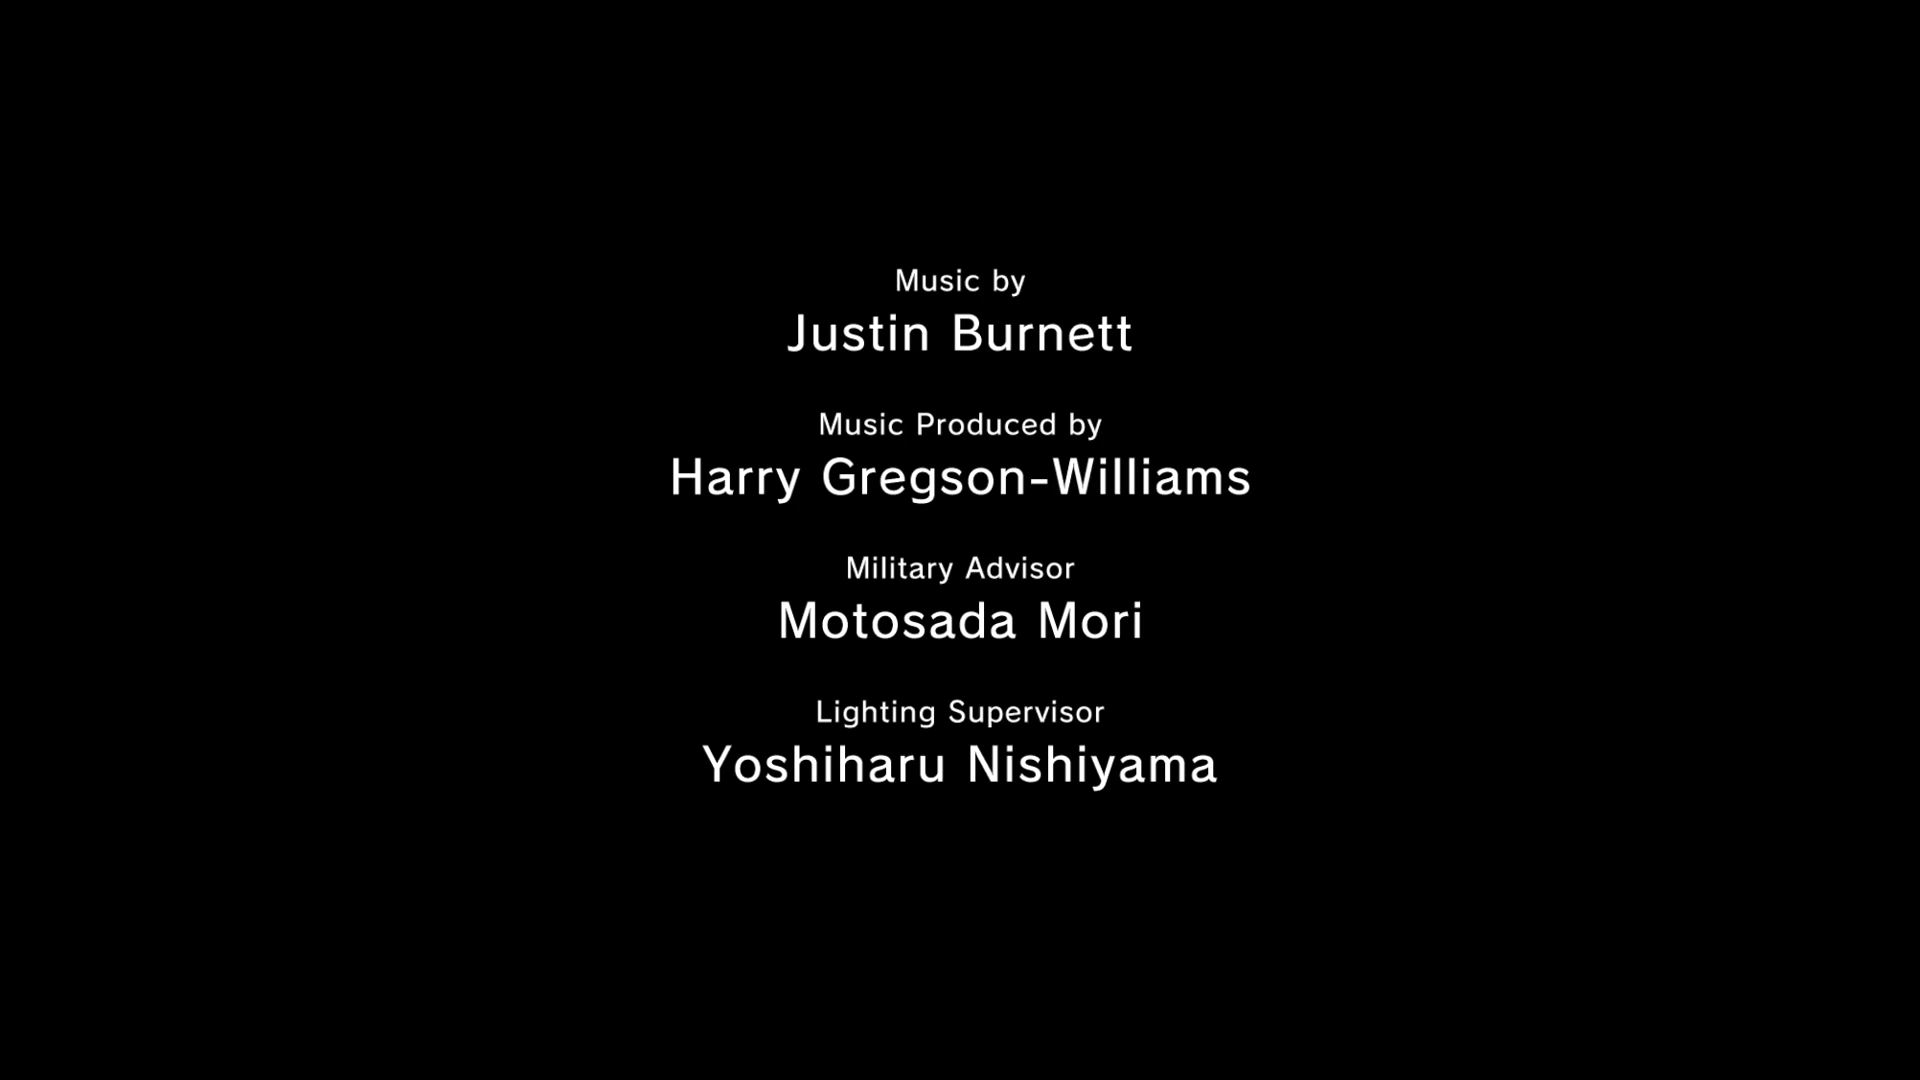 Music by
Justin Burnett
Music Produced by
Harry Gregson-Williams
Military Advisor
Motosada Mori
Lighting Supervisor
Yoshiharu Nishiyama